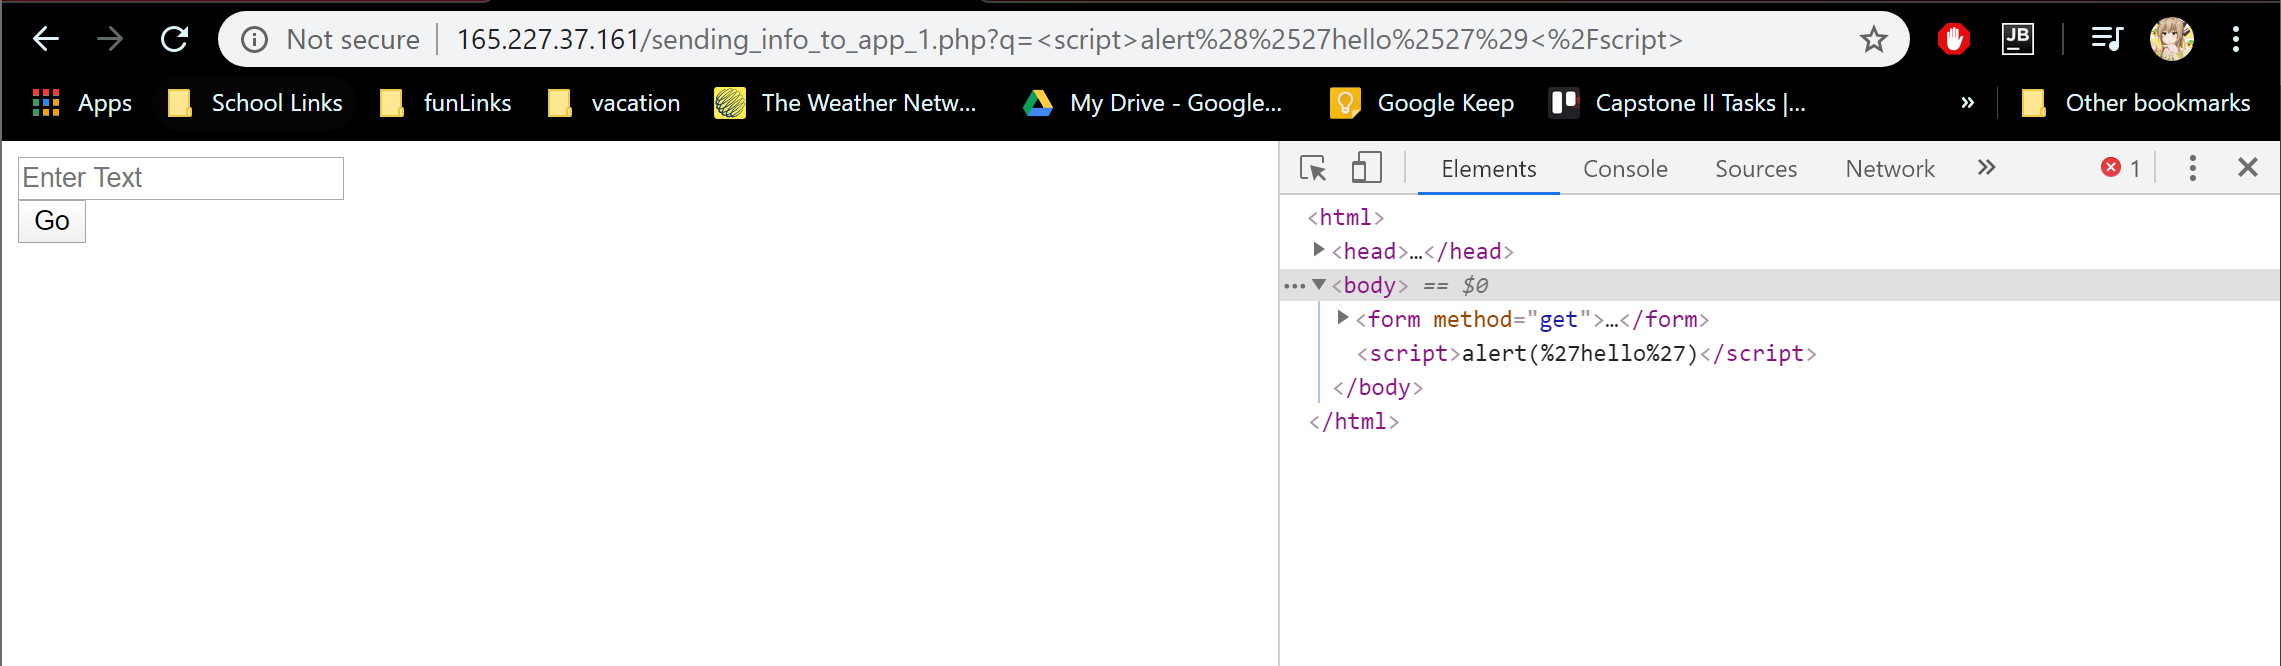 Not secure 165.227.37.161/sending_info_to_app_1.php?q=<script>alert%28%2527hello%2527%29<%2Fscript> JB
Apps School Links funLinks vacation The Weather Netw... My Drive - Google... Google Keep Capstone II Tasks |... » Other bookmarks
Enter Text
Go
Elements Console Sources Network » 1
<html>
<head>…</head>
<body> == $0
<form method="get">…</form>
<script>alert(%27hello%27)</script>
</body>
</html>